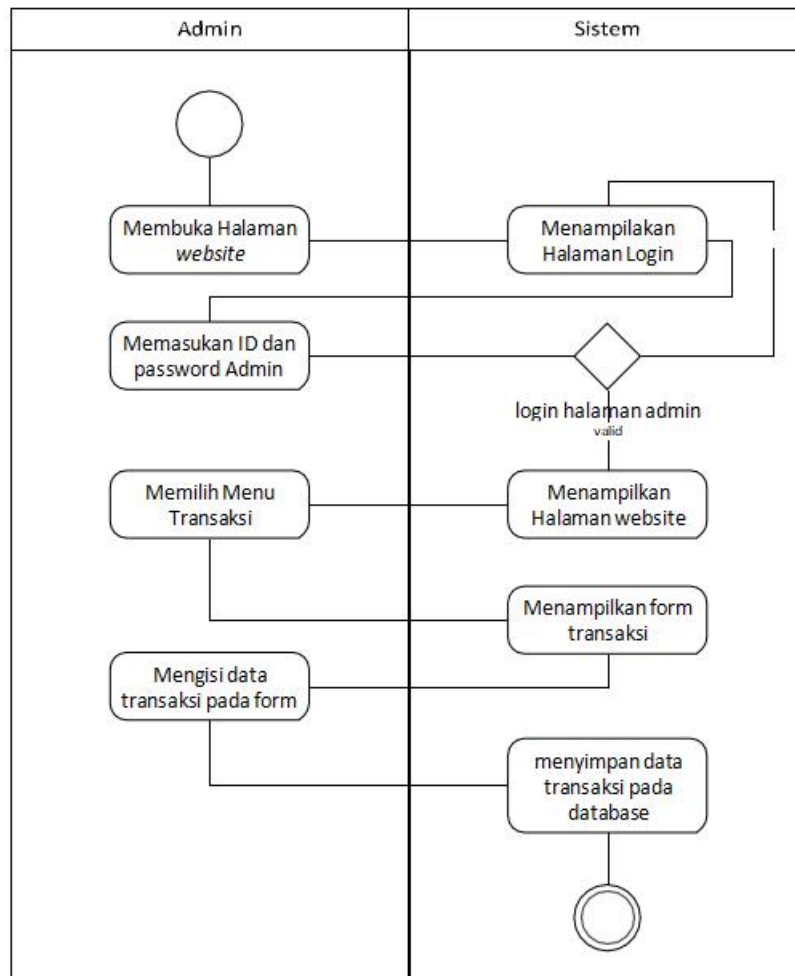 Admin
Sistem
Membuka Halaman
website
Menampilakan
Halaman Login
Memasukan ID dan
password Admin
login halaman admin
valid
Memilih Menu
Transaksi
Menampilkan
Halaman website
Menampilkan form
transaksi
Mengisi data
transaksi pada form
menyimpan data
transaksi pada
database